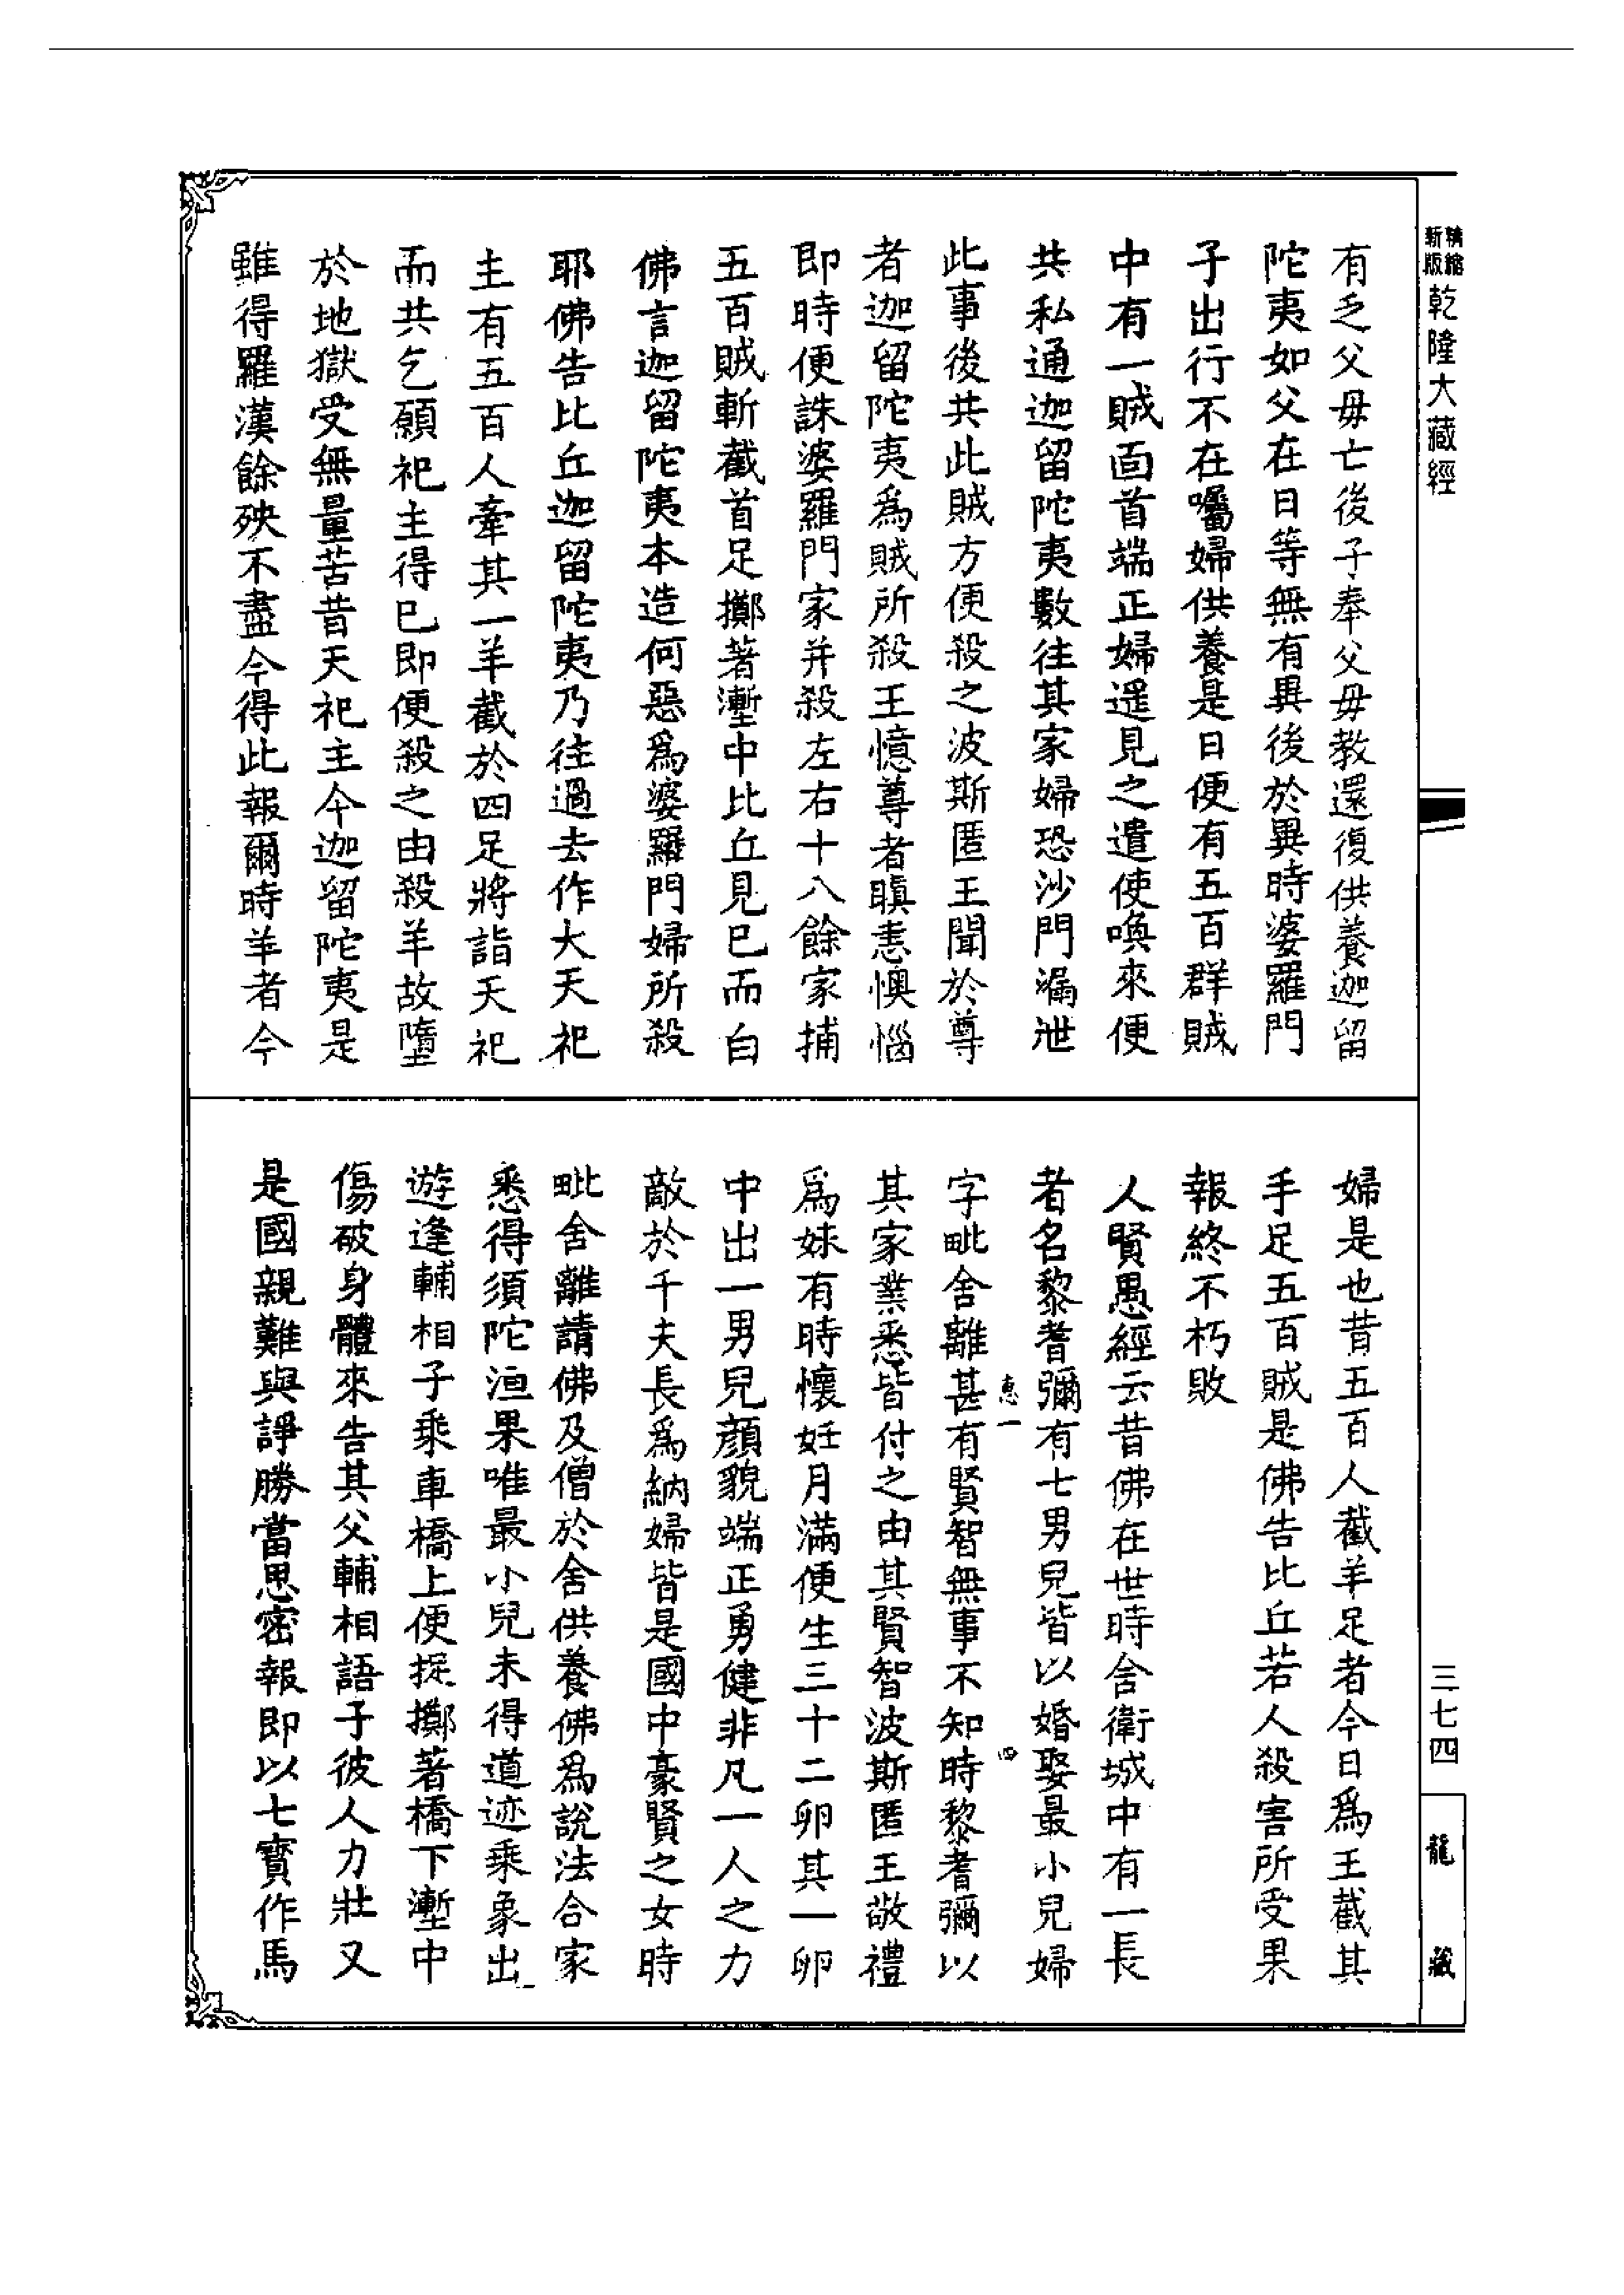 精縮
新版
乾隆大藏經
三七四
龍藏
有乏父毋亡後子奉父毋教還復供養迦留
陀夷如父在日等無有異後於異時婆羅門
子出行不在囑婦供養是日便有五百群賊
中有一賊面首端正婦遥見之遣使喚來便
共私通迦留陀夷數往其家婦恐沙門漏泄
此事後共此賊方便殺之波斯匿王聞於尊
者迦留陀夷爲賊所殺王憶尊者瞋恚懊惱
即時便誅婆羅門家并殺左右十八餘家捕
五百賊斬截首足擲著壍中比丘見巳而白
佛言迦留陀夷本造何惡爲婆羅門婦所殺
耶佛告比丘迦留陀夷乃往過去作大天祀
主有五百人牽其一羊截於四足將詣天祀
而共乞願祀主得巳即便殺之由殺羊故墮
於地獄受無量苦昔天祀主今迦留陀夷是
雖得羅漢餘殃不盡今得此報爾時羊者今
婦是也昔五百人截羊足者今日爲王截其
手足五百賊是佛告比丘若人殺害所受果
報終不朽敗
人賢愚經云昔佛在世時舍衛城中有一長
者名黎耆彌有七男兒皆以婚娶最小兒婦
惠一
四
字毗舍離甚有賢智無事不知時黎耆彌以
其家業悉皆付之由其賢智波斯匿王敬禮
爲妹有時懷妊月滿便生三十二卵其一卵
中出一男兒顏貌端正勇健非凡一人之力
敵於千夫長爲納婦皆是國中豪賢之女時
毗舍離請佛及僧於舍供養佛爲說法合家
悉得須陀洹果唯最小兒未得道迹乘象出
遊逢輔相子乘車橋上便捉擲著橋下壍中
傷破身體來告其父輔相語子彼人力壯又
是國親難與諍勝當思密報即以七寳作馬